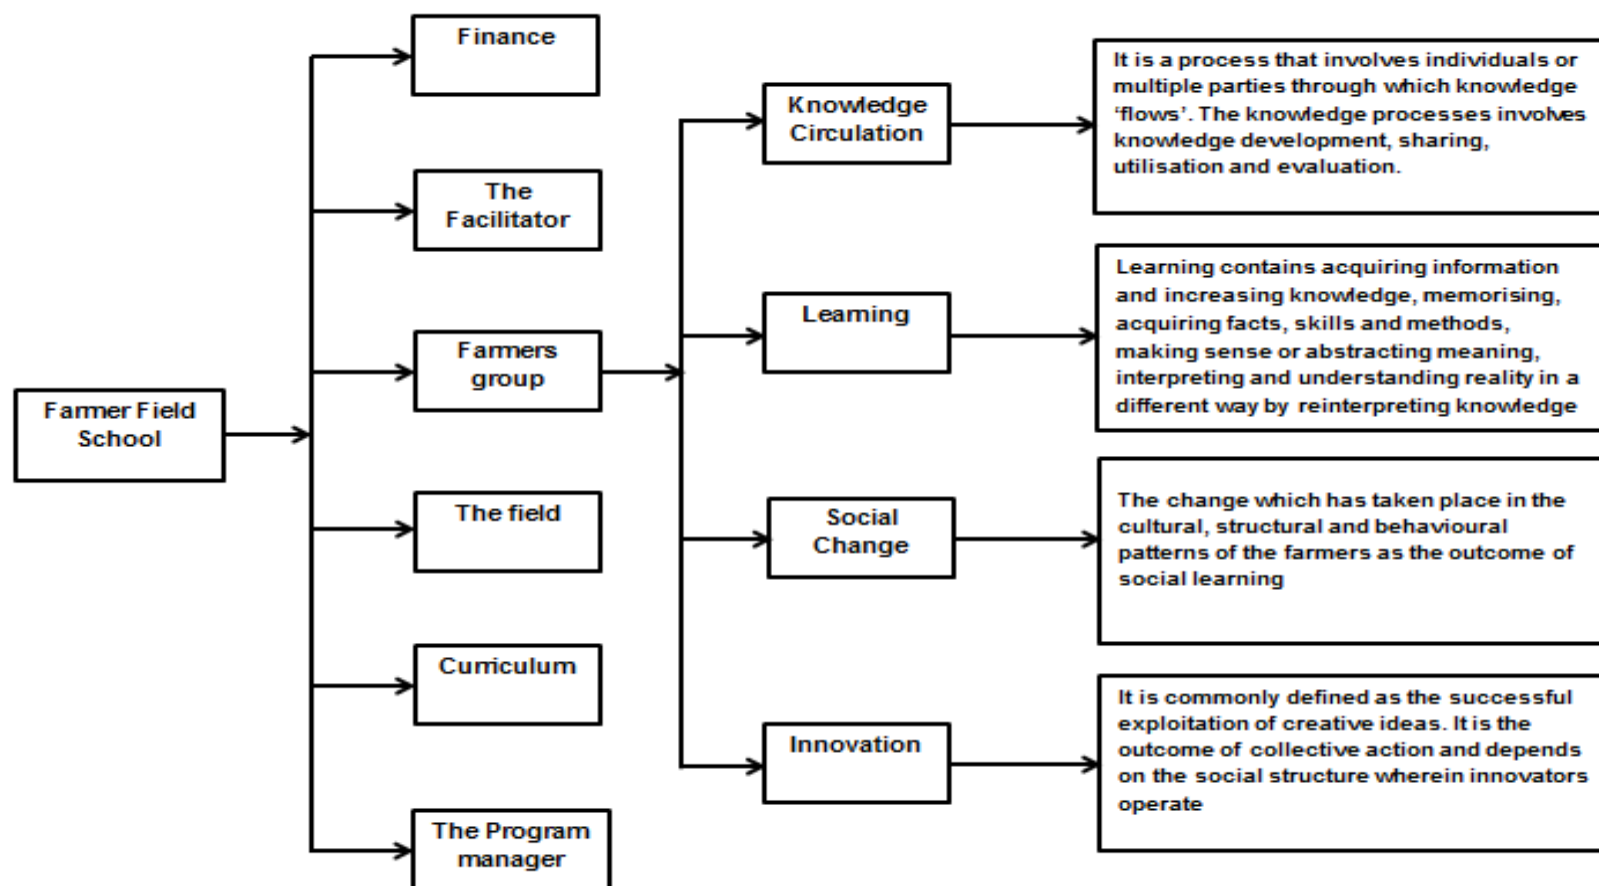 Finance
The
Facilitator
Farmers
group
Farmer Field
School
The field
Curriculum
The Program
manager
Knowledge
Circulation
Learning
Social
Change
Innovation
It is a process that involves individuals or
multiple parties through which knowledge
‘flows’. The knowledge processes involves
knowledge development, sharing,
utilisation and evaluation.
Learning contains acquiring information
and increasing knowledge, memorising,
acquiring facts, skills and methods,
making sense or abstracting meaning,
interpreting and understanding reality in a
different way by reinterpreting knowledge
The change which has taken place in the
cultural, structural and behavioural
patterns of the farmers as the outcome of
social learning
It is commonly defined as the successful
exploitation of creative ideas. It is the
outcome of collective action and depends
on the social structure wherein innovators
operate